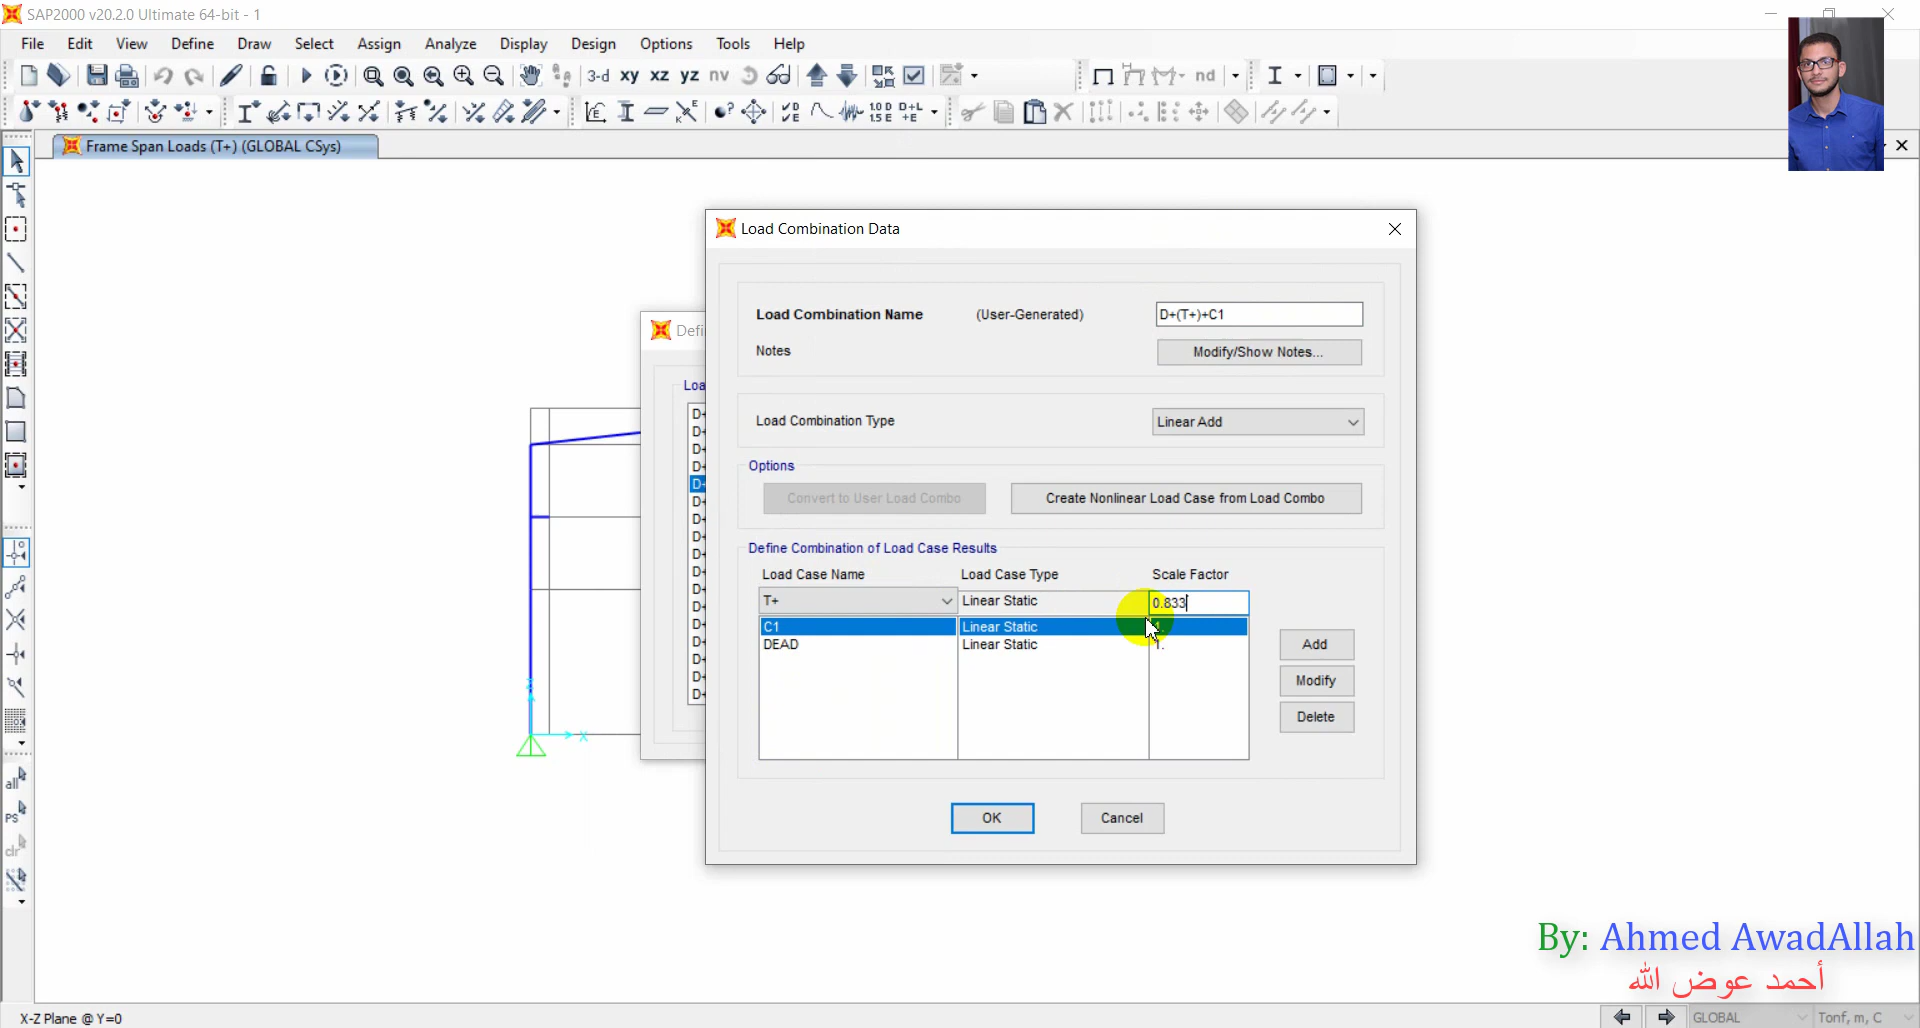 SAP2000 v20.2.0 Ultimate 64-bit - 1
File Edit View Define Draw Select Assign Analyze Display Design Options Tools Help
3-d xy xz yz nv nd
Frame Span Loads (T+) (GLOBAL CSys)
Load Combination Data
Load Combination Name (User-Generated) D+(T+)+C1
Notes Modify/Show Notes...
Load Combination Type Linear Add
Options
Convert to User Load Combo Create Nonlinear Load Case from Load Combo
Define Combination of Load Case Results
Load Case Name Load Case Type Scale Factor
T+ Linear Static 0.833
C1 Linear Static 1.
DEAD Linear Static 1.
Add
Modify
Delete
OK Cancel
X
all
PS
clr
By: Ahmed AwadAllah
أحمد عوض الله
X-Z Plane @ Y=0 GLOBAL Tonf, m, C